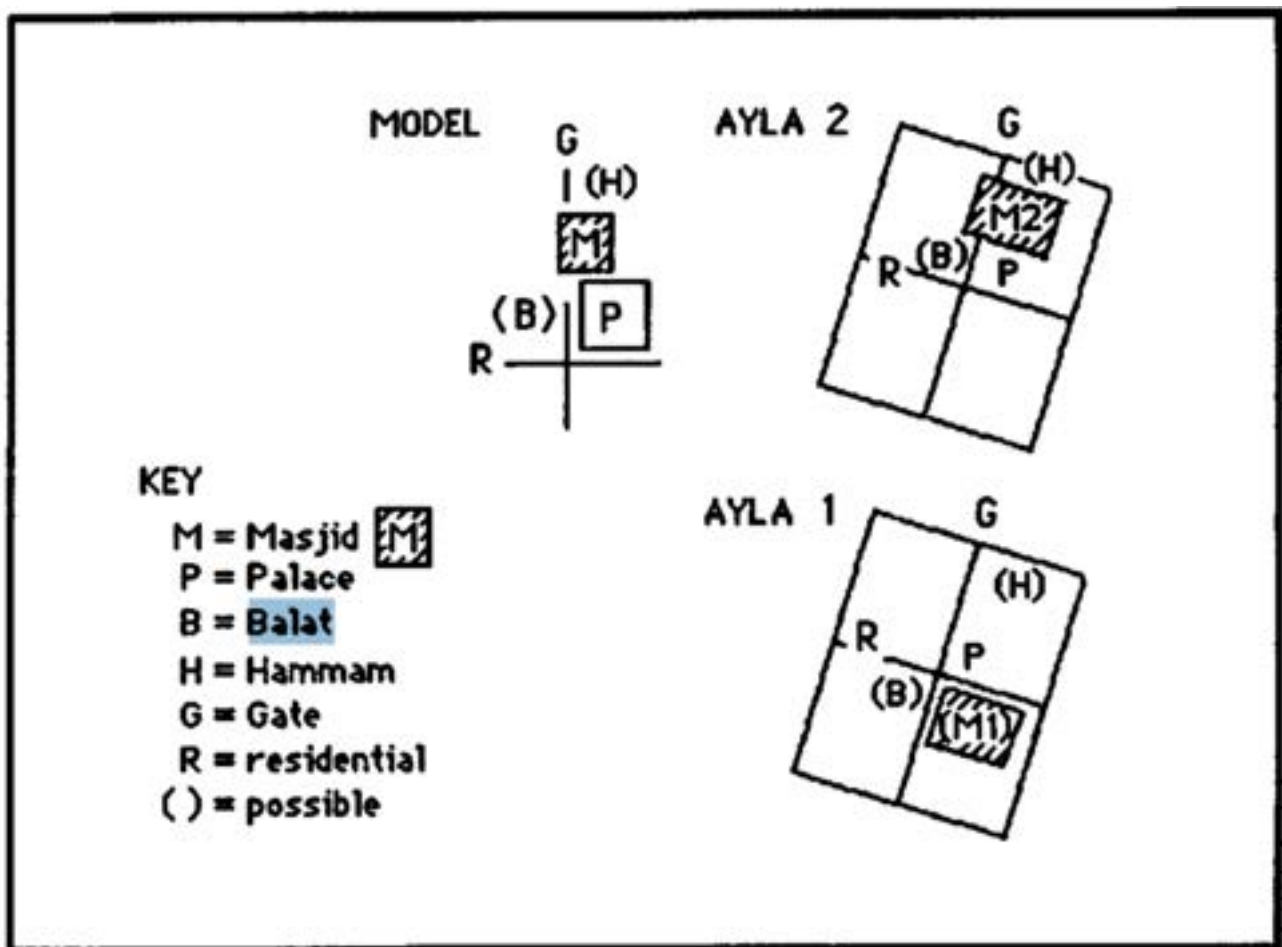 MODEL
G
(H)
M
(B)
P
R
AYLA 2
G
(H)
M2
(B)
R
P
KEY
M = Masjid M
P = Palace
B = Balat
H = Hammam
G = Gate
R = residential
( ) = possible
AYLA 1
G
(H)
R
P
(B)
(M1)